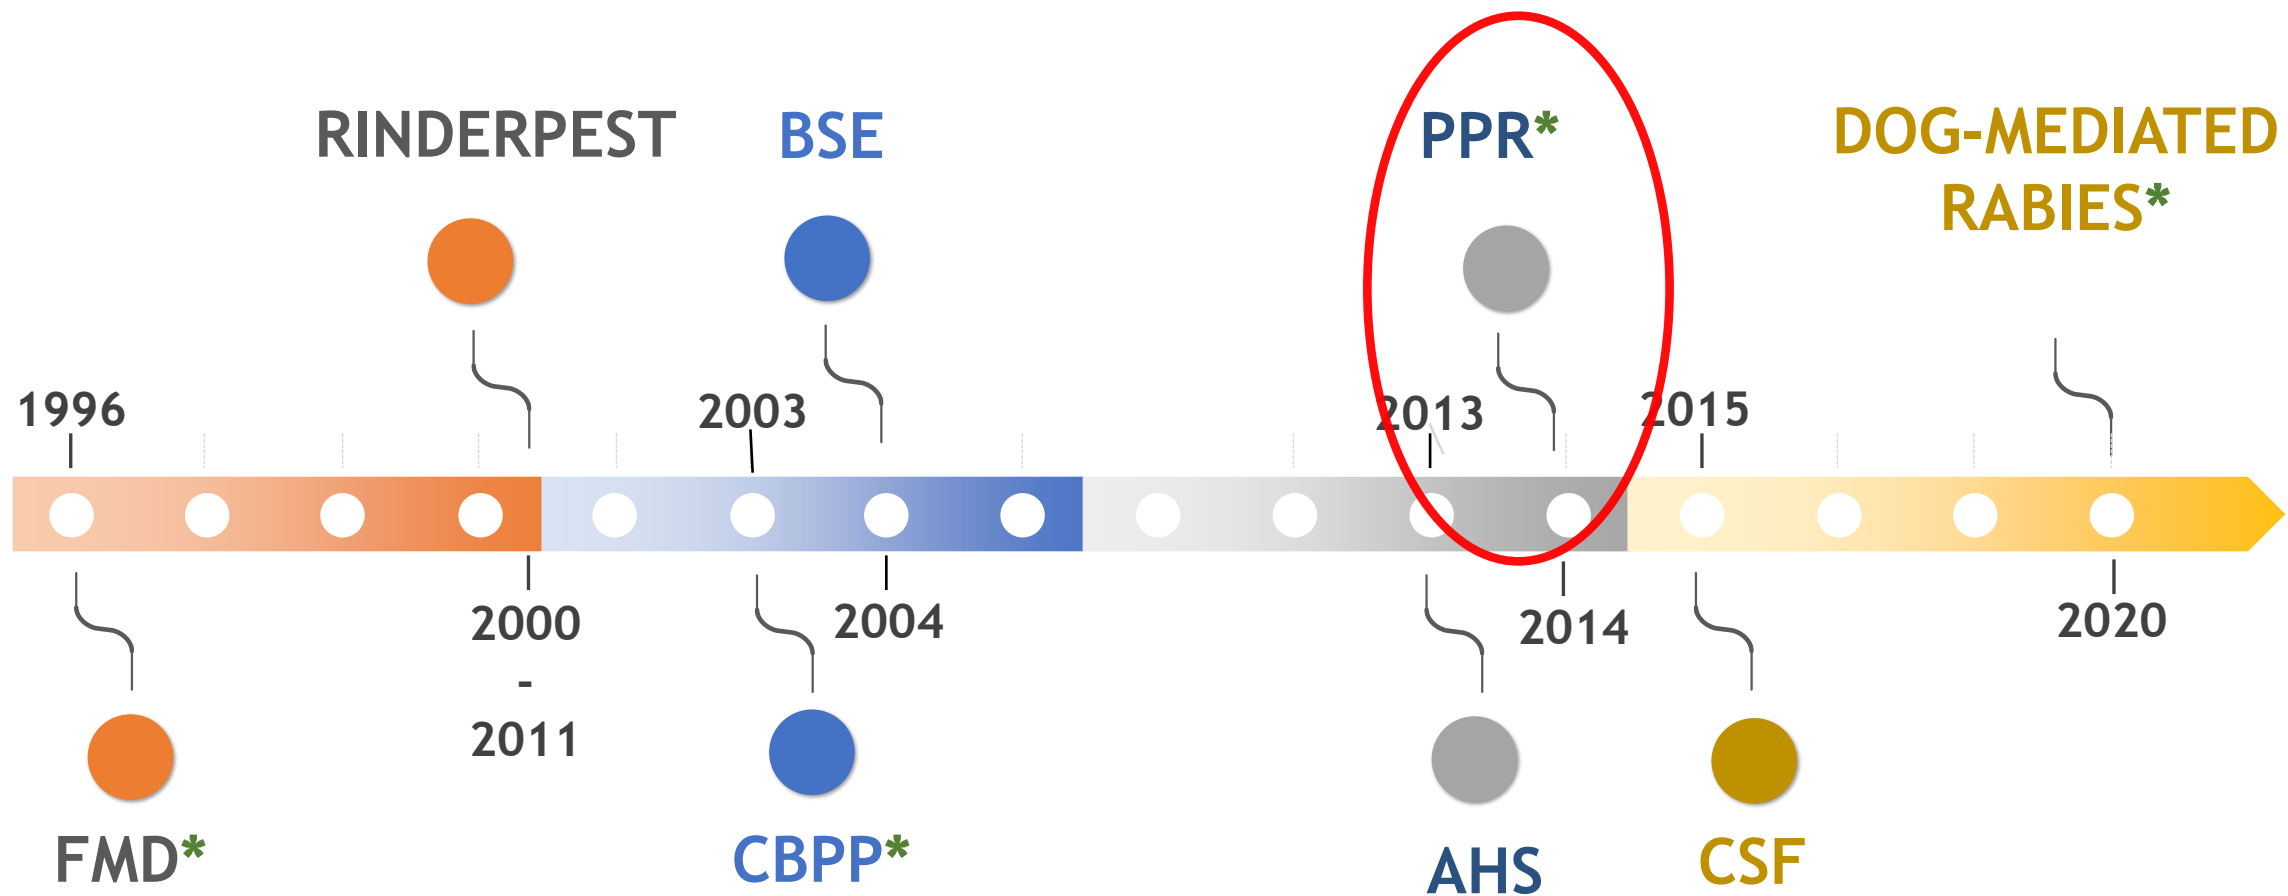 RINDERPEST
BSE
PPR*
DOG-MEDIATED
RABIES*
1996
2003
2013
2015
2000
-
2011
2004
2014
2020
FMD*
CBPP*
AHS
CSF